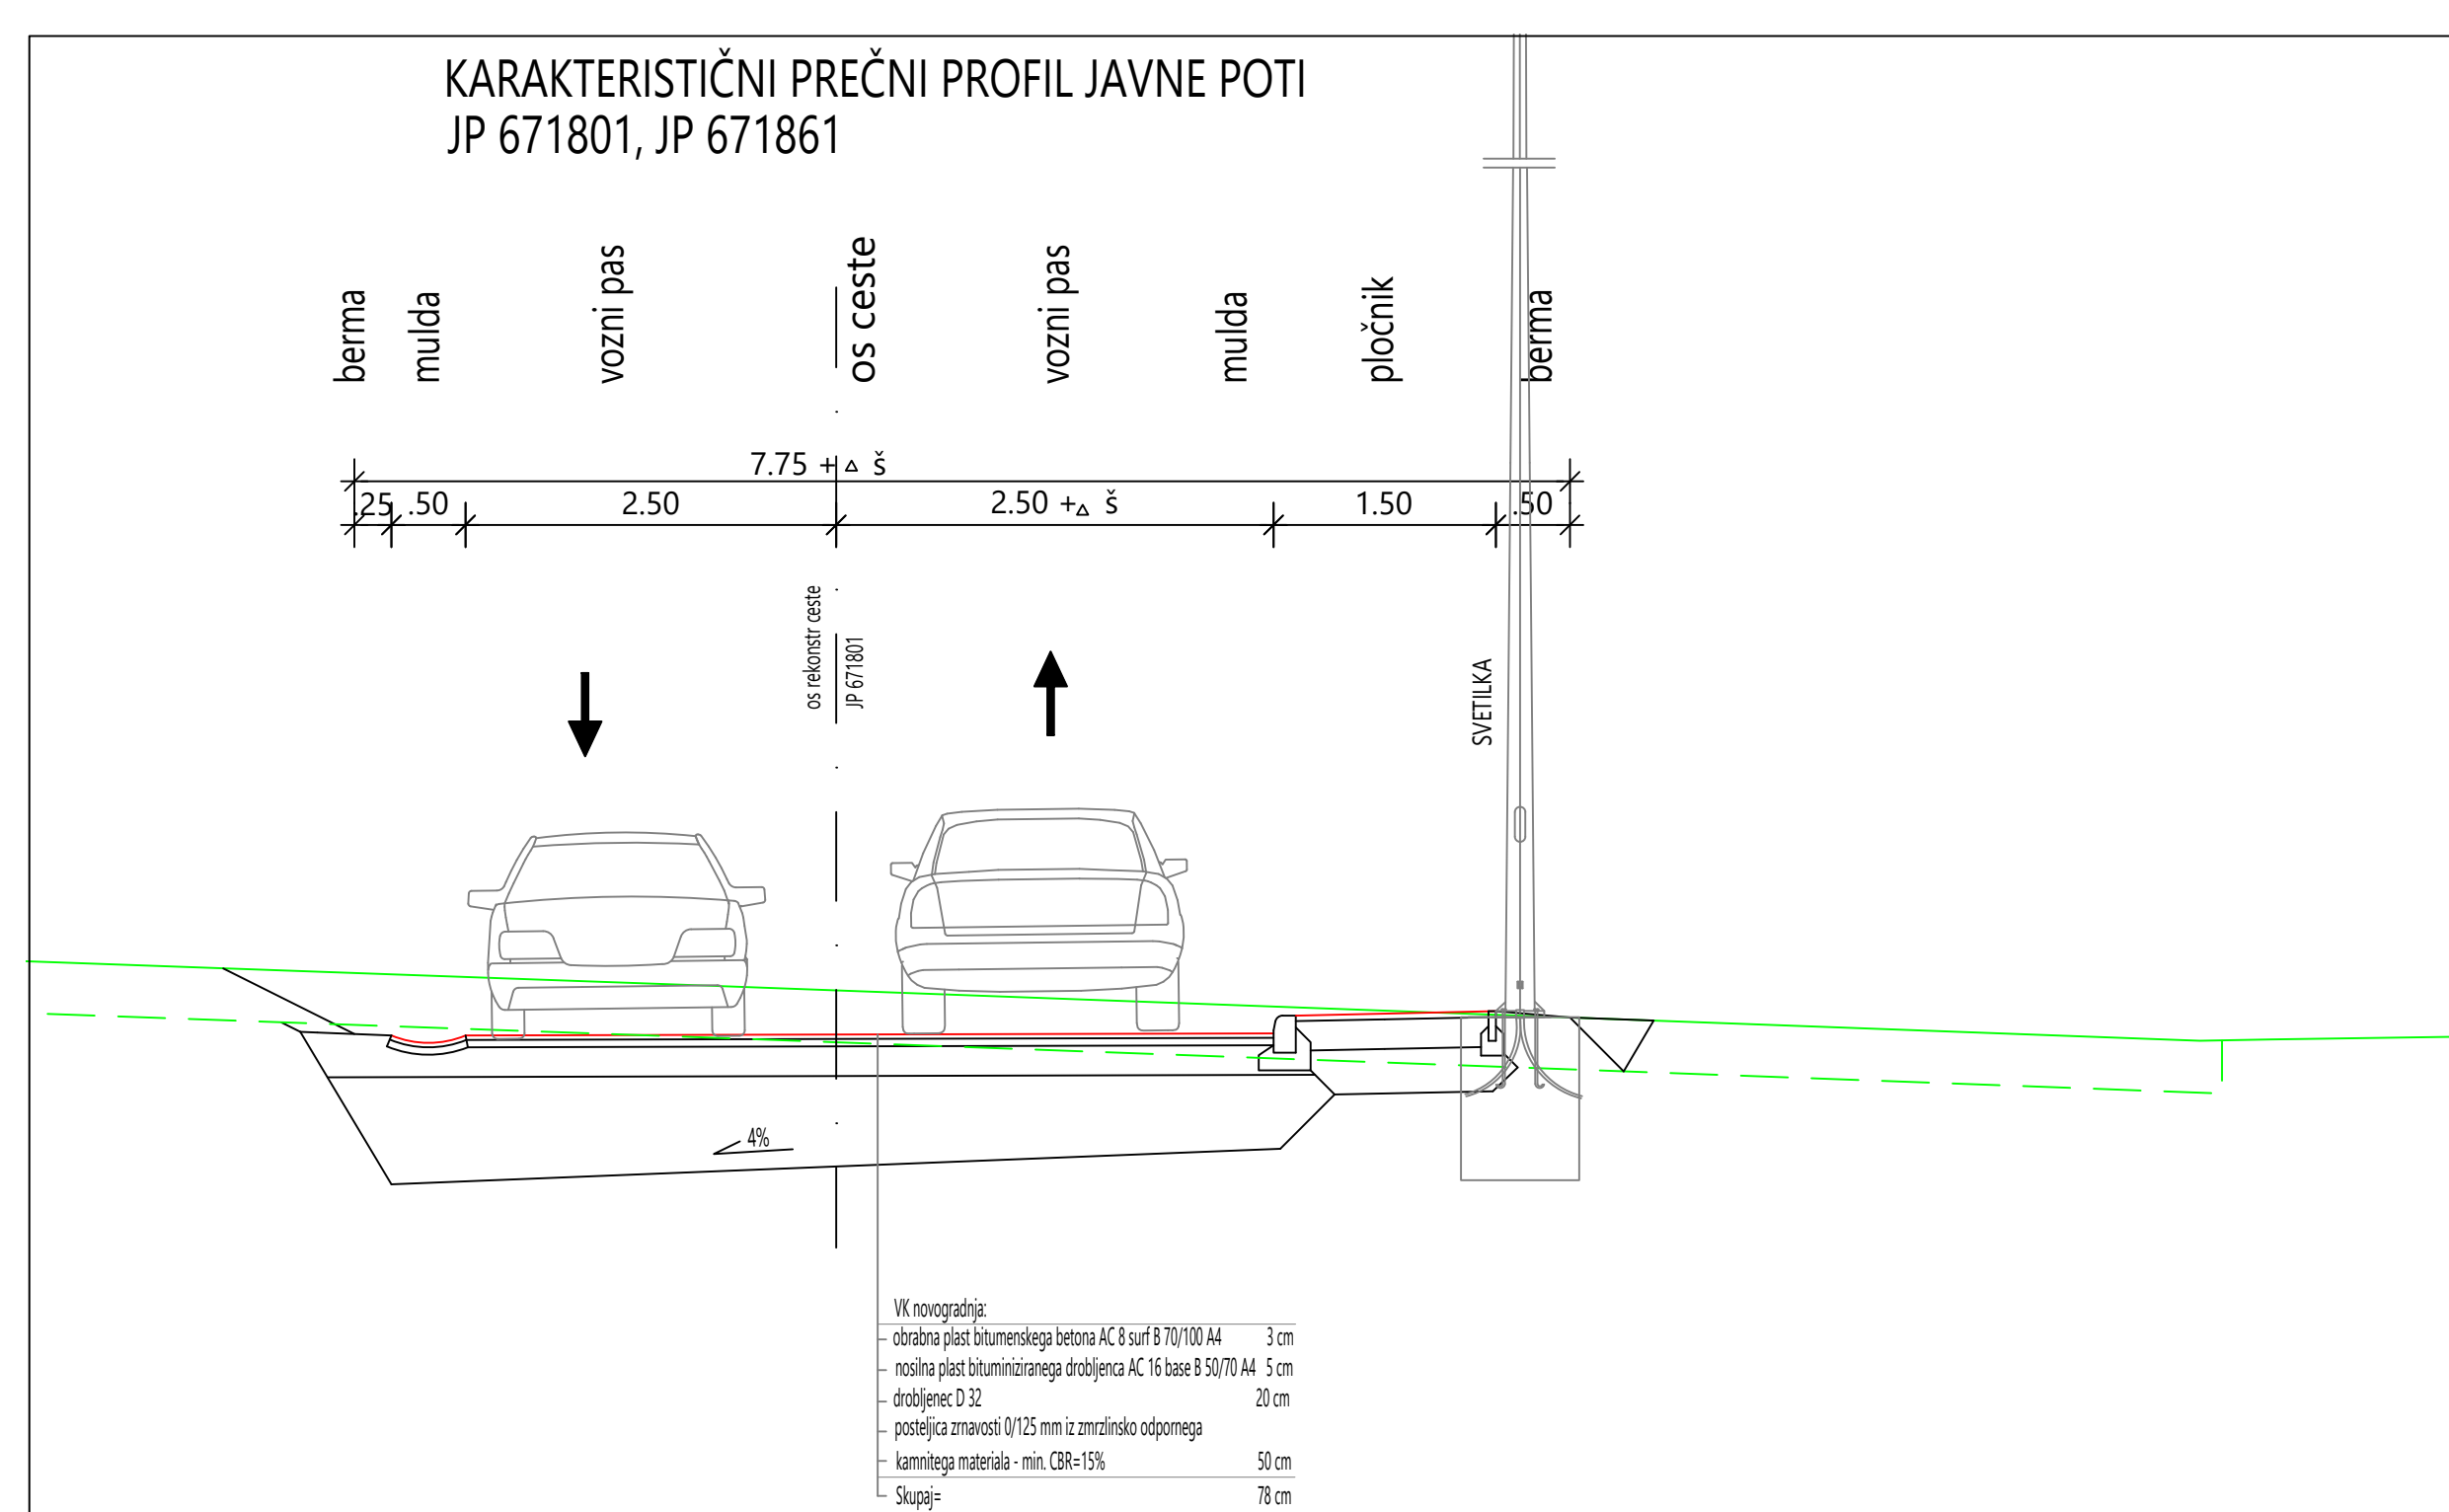 KARAKTERISTIČNI PREČNI PROFIL JAVNE POTI
JP 671801, JP 671861
berma
mulda
vozni pas
os ceste
vozni pas
mulda
pločnik
berma
7.75 +△ š
.25
.50
2.50
2.50 +△ š
1.50
.50
os rekonstr ceste
JP 671801
SVETILKA
4%
VK novogradnja:
obrabna plast bitumenskega betona AC 8 surf B 70/100 A4 3 cm
nosilna plast bituminiziranega drobljenca AC 16 base B 50/70 A4 5 cm
drobljenec D 32 20 cm
posteljica zrnavosti 0/125 mm iz zmrzlinsko odpornega
kamnitega materiala - min. CBR=15% 50 cm
Skupaj= 78 cm